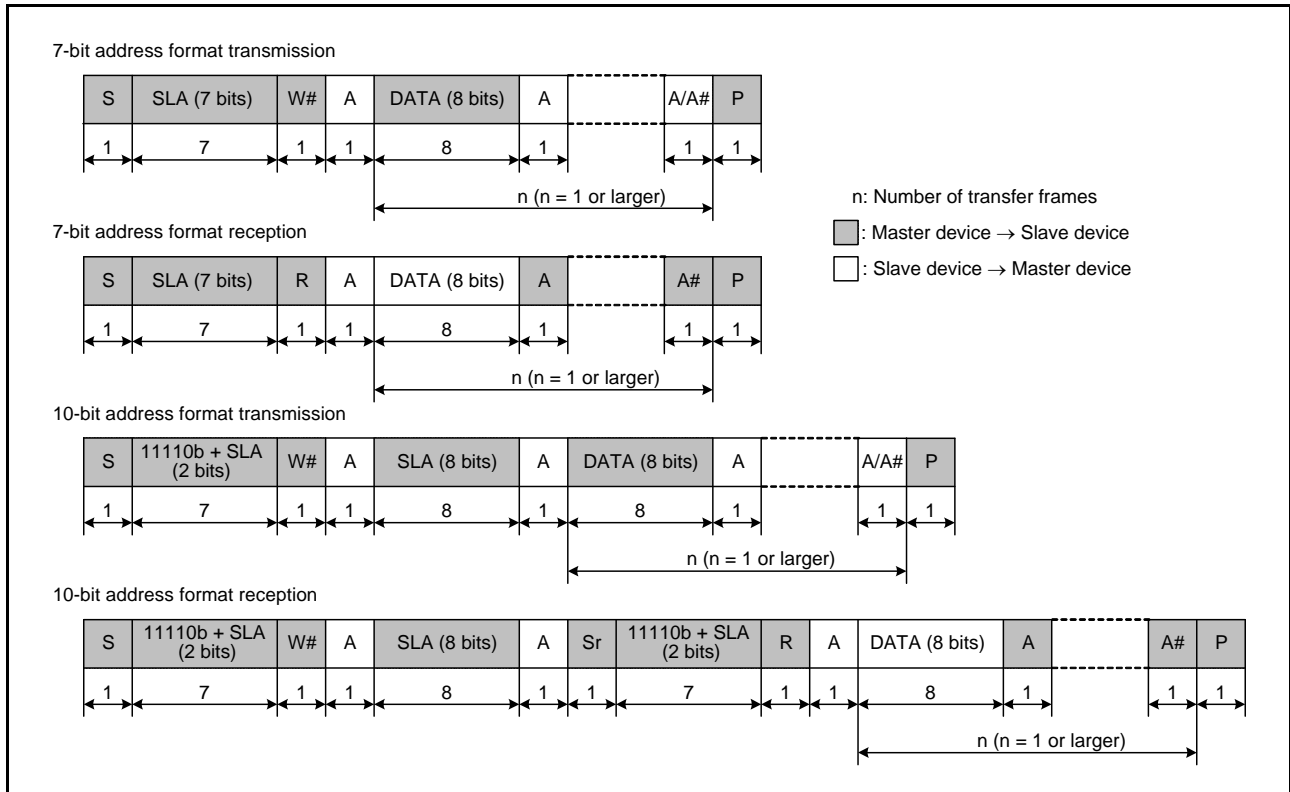 7-bit address format transmission
S SLA (7 bits) W# A DATA (8 bits) A A/A# P
1 7 1 1 8 1 1 1
n (n = 1 or larger)
n: Number of transfer frames
: Master device → Slave device
: Slave device → Master device
7-bit address format reception
S SLA (7 bits) R A DATA (8 bits) A A# P
1 7 1 1 8 1 1 1
n (n = 1 or larger)
10-bit address format transmission
S 11110b + SLA (2 bits) W# A SLA (8 bits) A DATA (8 bits) A A/A# P
1 7 1 1 8 1 8 1 1 1
n (n = 1 or larger)
10-bit address format reception
S 11110b + SLA (2 bits) W# A SLA (8 bits) A Sr 11110b + SLA (2 bits) R A DATA (8 bits) A A# P
1 7 1 1 8 1 1 7 1 1 8 1 1 1
n (n = 1 or larger)